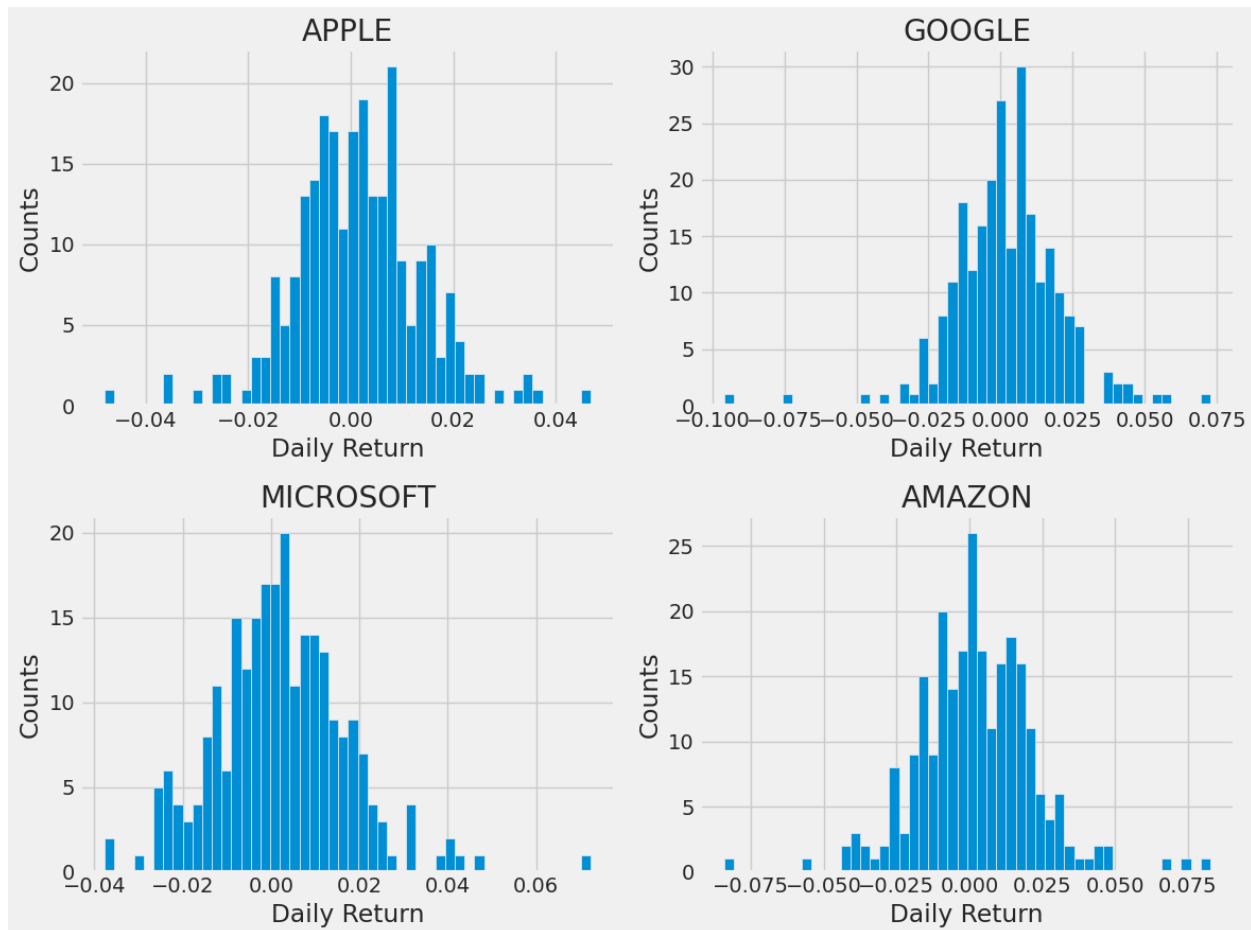 APPLE
Counts
20
15
10
5
0
−0.04 −0.02 0.00 0.02 0.04
Daily Return
GOOGLE
Counts
30
25
20
15
10
5
0
−0.100 −0.075 −0.050 −0.025 0.000 0.025 0.050 0.075
Daily Return
MICROSOFT
Counts
20
15
10
5
0
−0.04 −0.02 0.00 0.02 0.04 0.06
Daily Return
AMAZON
Counts
25
20
15
10
5
0
−0.075 −0.050 −0.025 0.000 0.025 0.050 0.075
Daily Return